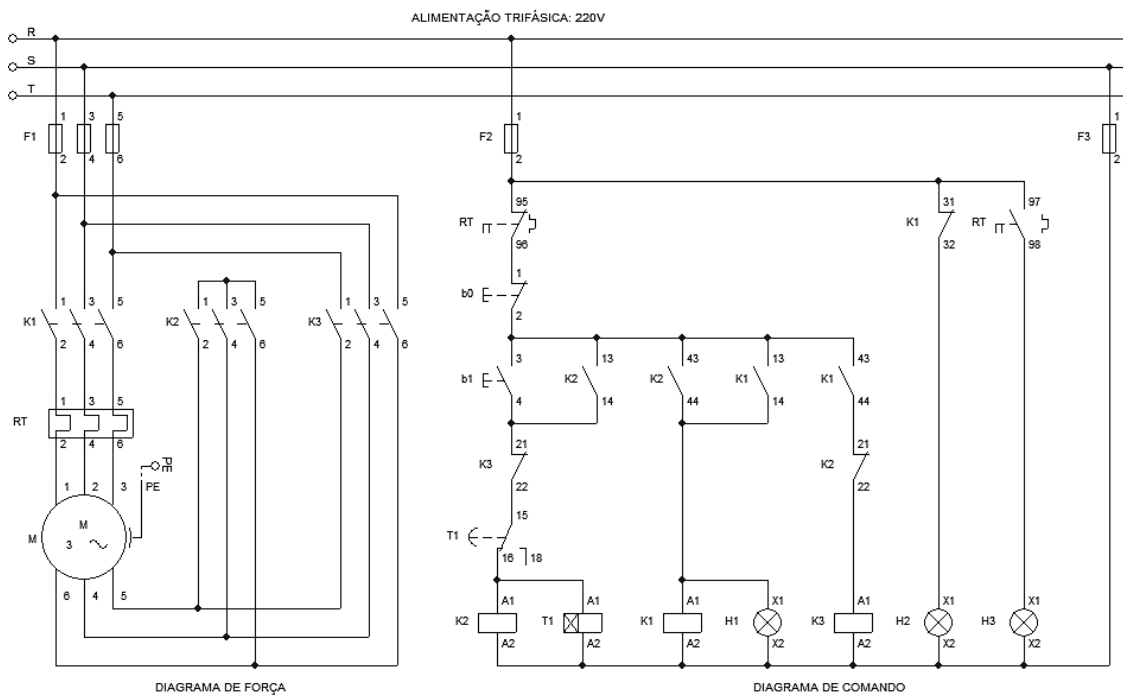 ALIMENTAÇÃO TRIFÁSICA: 220V
R
S
T
F1 1 3 5
2 4 6
F2 1
2
F3 1
2
95
RT
96
31
K1
32
97
RT
98
1
b0
2
K1 1 3 5
2 4 6
K2 1 3 5
2 4 6
K3 1 3 5
2 4 6
3
b1
4
13
K2
14
43
K2
44
13
K1
14
43
K1
44
RT 1 3 5
2 4 6
21
K3
22
21
K2
22
PE
PE
1 2 3
M
M
3
6 4 5
15
T1
16 18
A1
K2
A2
A1
T1
A2
A1
K1
A2
X1
H1
X2
A1
K3
A2
X1
H2
X2
X1
H3
X2
DIAGRAMA DE FORÇA
DIAGRAMA DE COMANDO